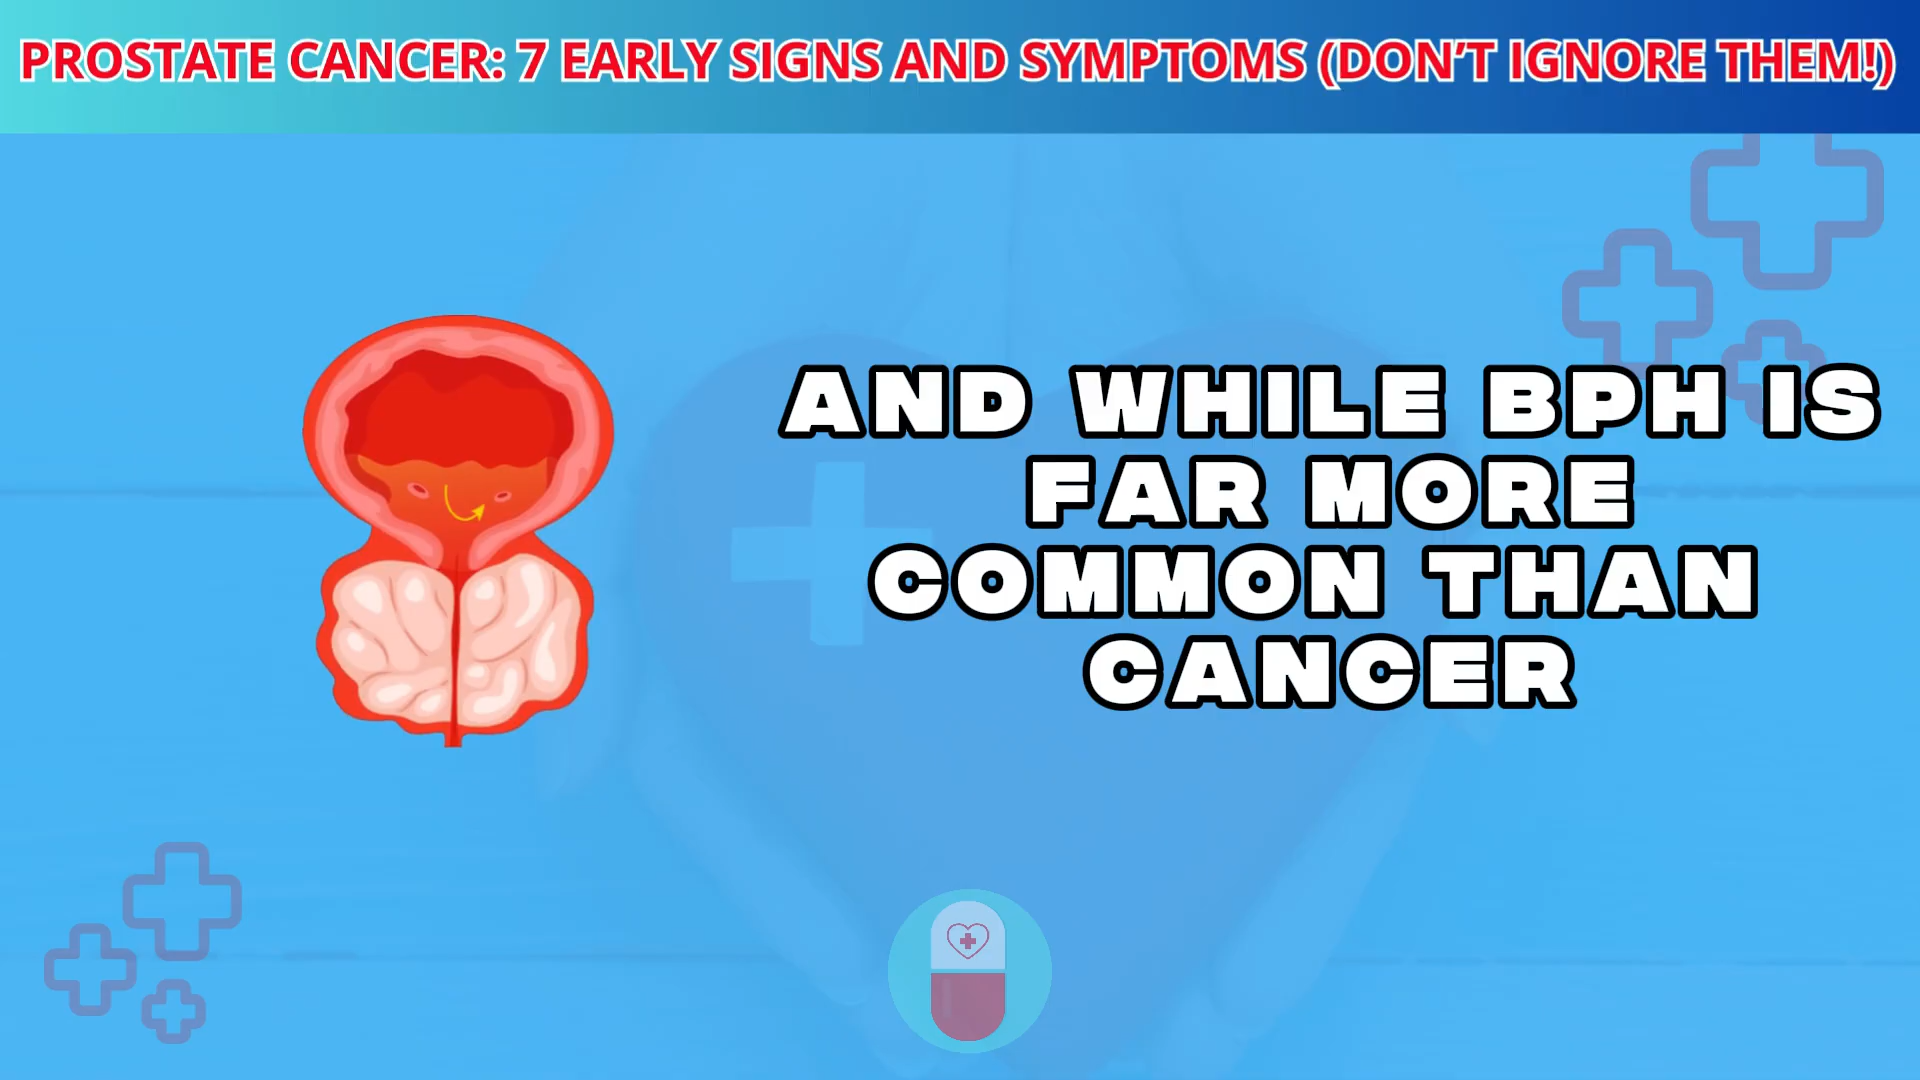 PROSTATE CANCER: 7 EARLY SIGNS AND SYMPTOMS (DON’T IGNORE THEM!)
AND WHILE BPH IS
FAR MORE
COMMON THAN
CANCER